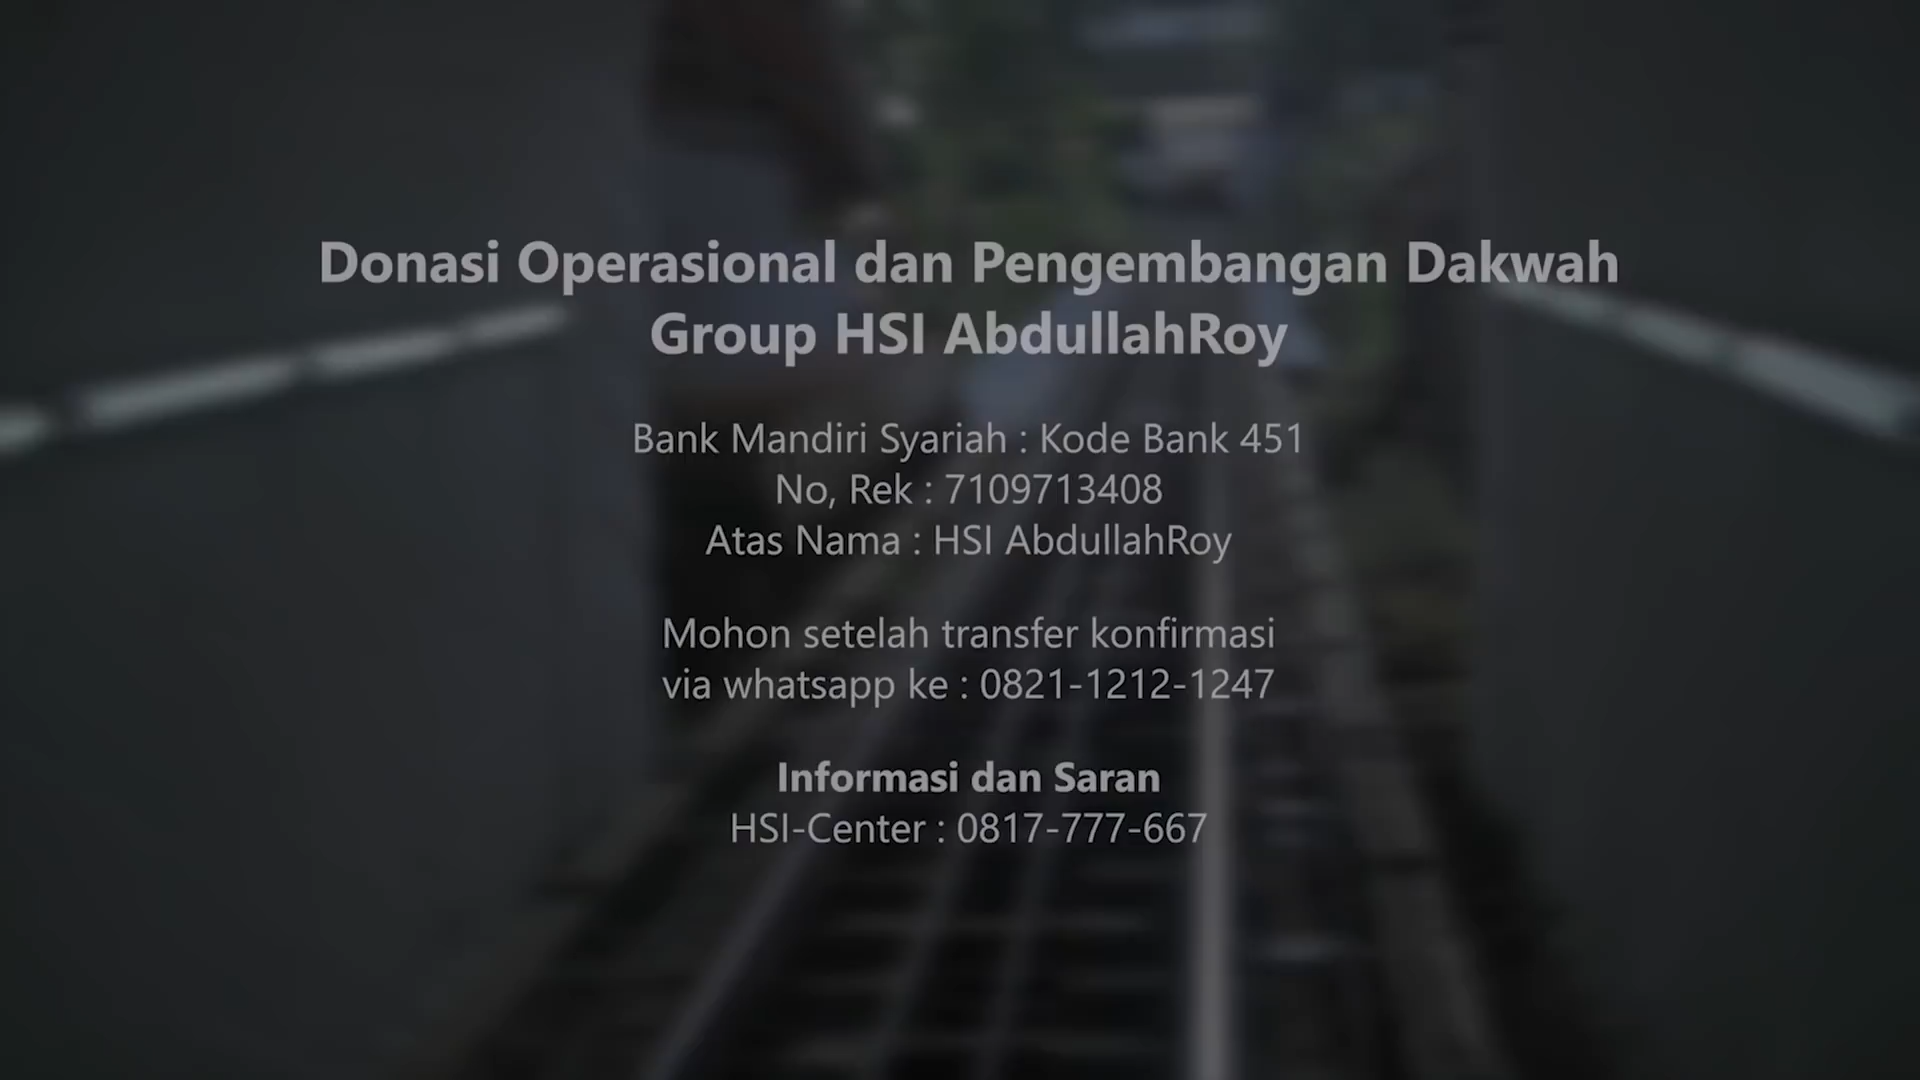 Donasi Operasional dan Pengembangan Dakwah
Group HSI AbdullahRoy
Bank Mandiri Syariah : Kode Bank 451
No, Rek : 7109713408
Atas Nama : HSI AbdullahRoy
Mohon setelah transfer konfirmasi
via whatsapp ke : 0821-1212-1247
Informasi dan Saran
HSI-Center : 0817-777-667